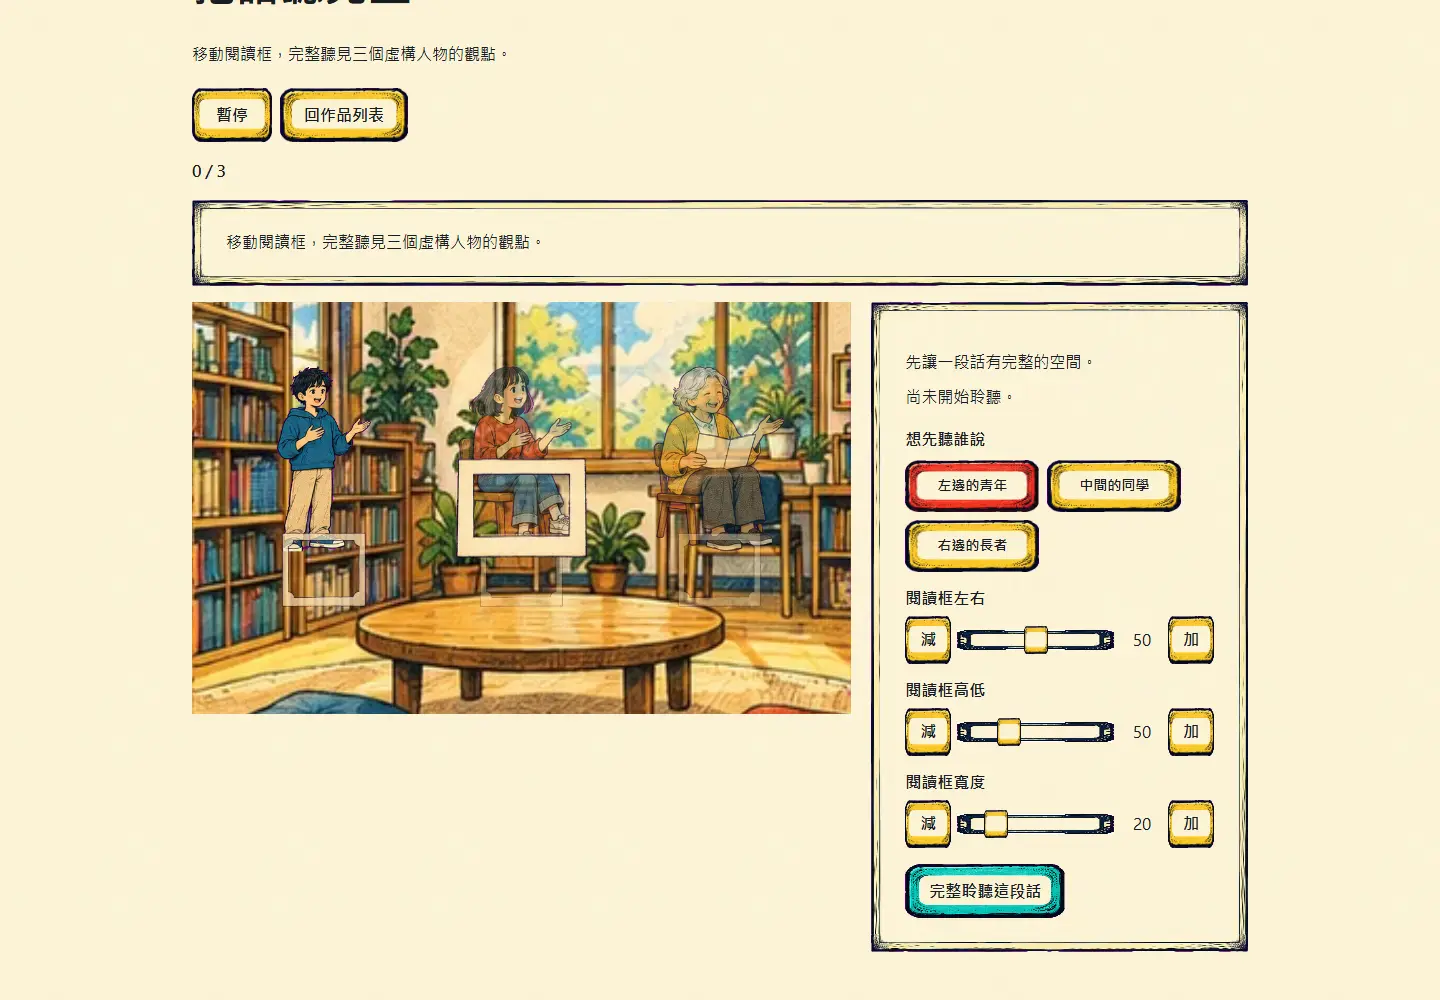 移動閱讀框，完整聽見三個虛構人物的觀點。
暫停
回作品列表
0 / 3
移動閱讀框，完整聽見三個虛構人物的觀點。
先讓一段話有完整的空間。
尚未開始聆聽。
想先聽誰說
左邊的青年
中間的同學
右邊的長者
閱讀框左右
減
50
加
閱讀框高低
減
50
加
閱讀框寬度
減
20
加
完整聆聽這段話